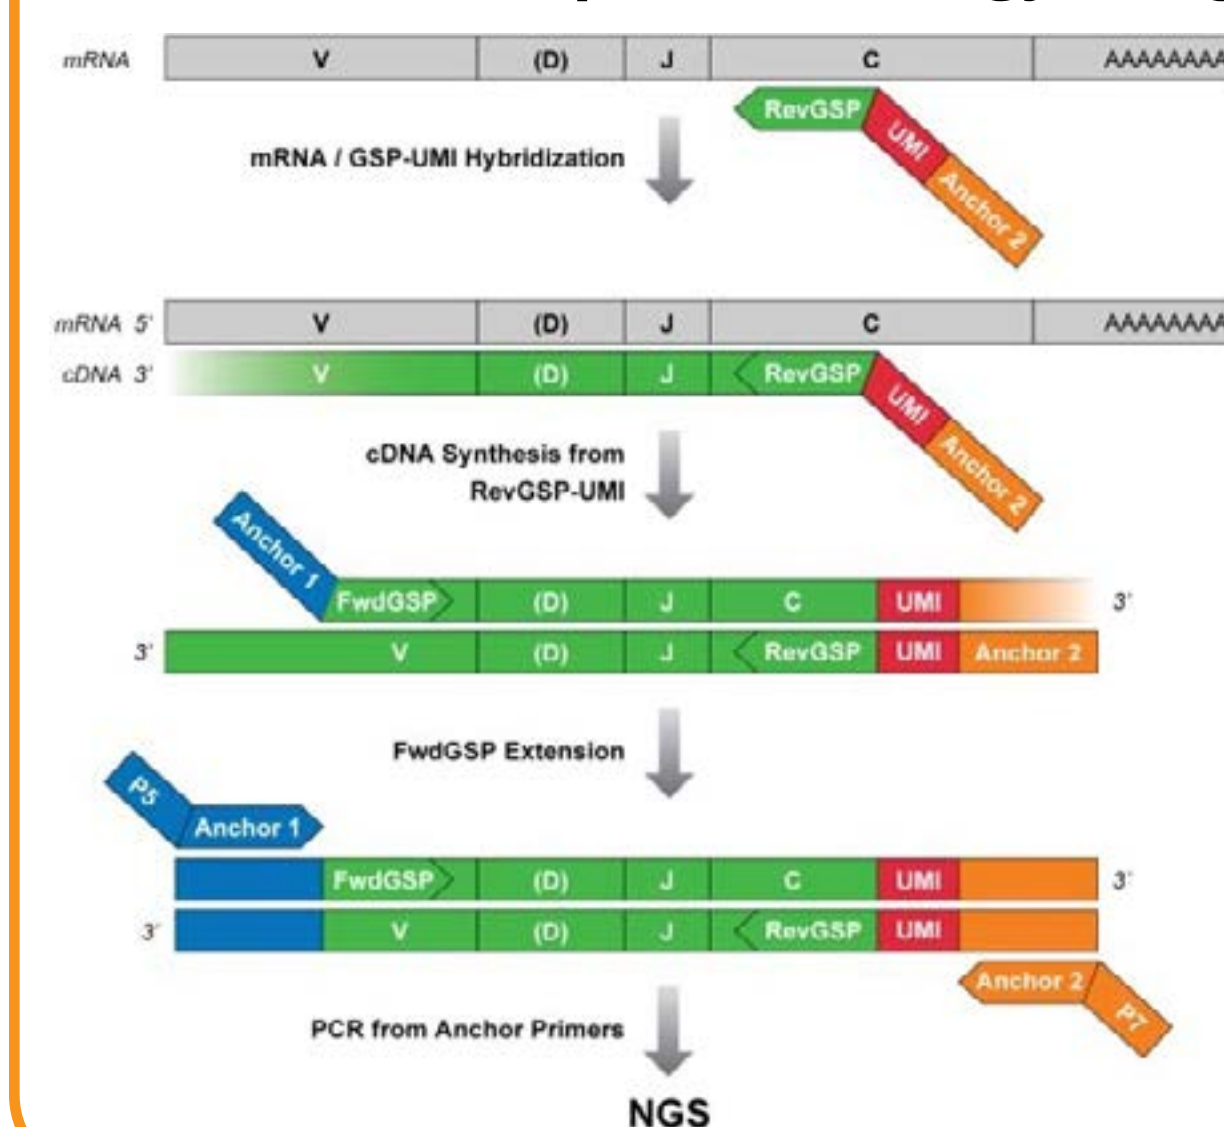 mRNA V (D) J C AAAAAAAA
RevGSP
UMI
Anchor 2
mRNA / GSP-UMI Hybridization
mRNA 5' V (D) J C AAAAAAAA
cDNA 3' V (D) J RevGSP
UMI
Anchor 2
cDNA Synthesis from
RevGSP-UMI
Anchor 1
FwdGSP (D) J C UMI 3'
3' V (D) J RevGSP UMI Anchor 2
FwdGSP Extension
P5
Anchor 1
FwdGSP (D) J C UMI 3'
3' V (D) J RevGSP UMI
Anchor 2
P7
PCR from Anchor Primers
NGS